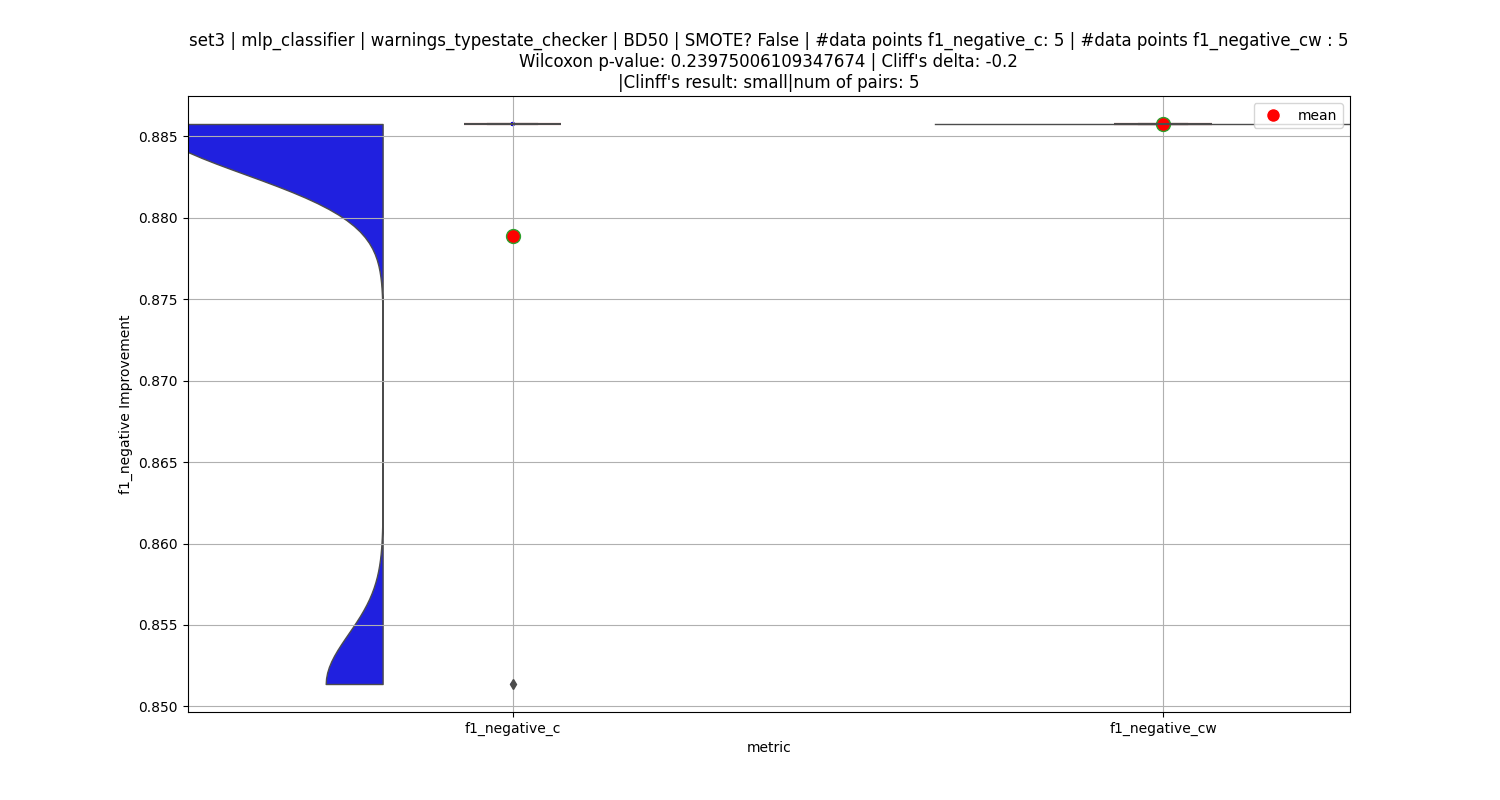 set3 | mlp_classifier | warnings_typestate_checker | BD50 | SMOTE? False | #data points f1_negative_c: 5 | #data points f1_negative_cw : 5
Wilcoxon p-value: 0.23975006109347674 | Cliff's delta: -0.2
|Clinff's result: small|num of pairs: 5
mean
0.885
0.880
0.875
0.870
0.865
0.860
0.855
0.850
f1_negative Improvement
f1_negative_c
f1_negative_cw
metric